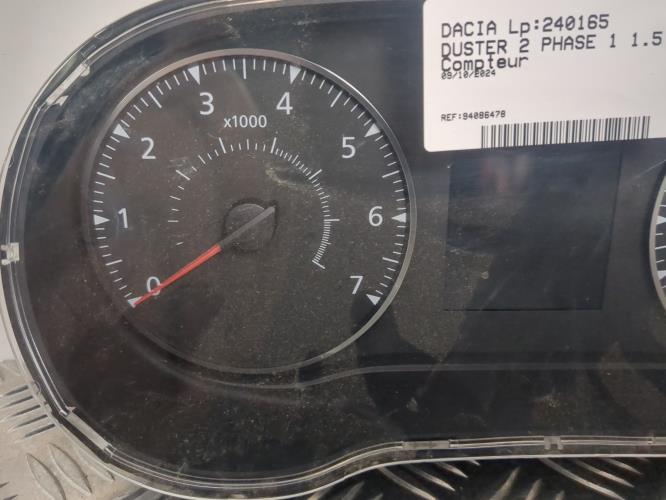 DACIA Lp:240165
DUSTER 2 PHASE 1 1.5
Compteur
09/10/2024
REF:94086478
x1000
0
1
2
3
4
5
6
7